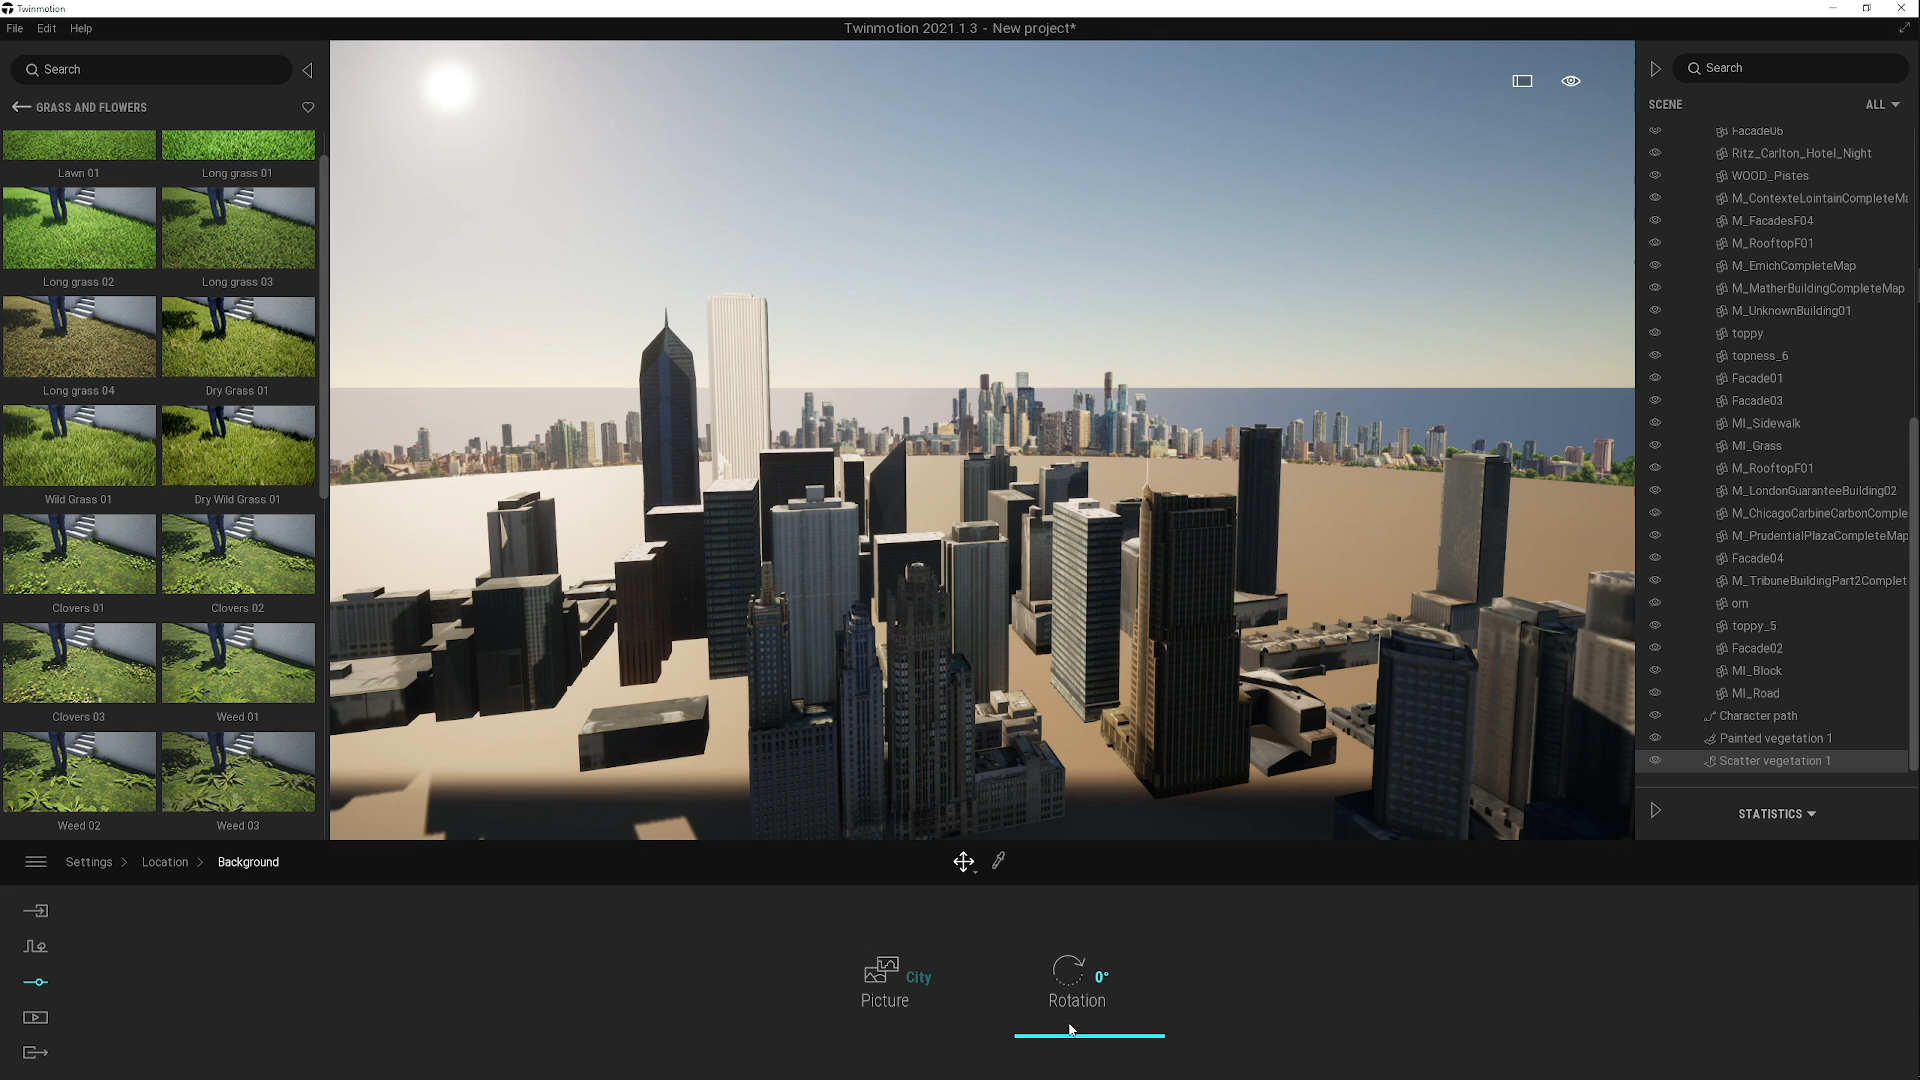 Twinmotion
File Edit Help
Twinmotion 2021.1.3 - New project*
Search
GRASS AND FLOWERS
Lawn 01
Long grass 01
Long grass 02
Long grass 03
Long grass 04
Dry Grass 01
Wild Grass 01
Dry Wild Grass 01
Clovers 01
Clovers 02
Clovers 03
Weed 01
Weed 02
Weed 03
Search
SCENE
ALL
Facade06
Ritz_Carlton_Hotel_Night
WOOD_Pistes
M_ContexteLointainCompleteMa
M_FacadesF04
M_RooftopF01
M_EmichCompleteMap
M_MatherBuildingCompleteMap
M_UnknownBuilding01
toppy
topness_6
Facade01
Facade03
MI_Sidewalk
MI_Grass
M_RooftopF01
M_LondonGuaranteeBuilding02
M_ChicagoCarbineCarbonComple
M_PrudentialPlazaCompleteMap
Facade04
M_TribuneBuildingPart2Complet
orn
toppy_5
Facade02
MI_Block
MI_Road
Character path
Painted vegetation 1
Scatter vegetation 1
STATISTICS
Settings > Location > Background
City
Picture
0°
Rotation